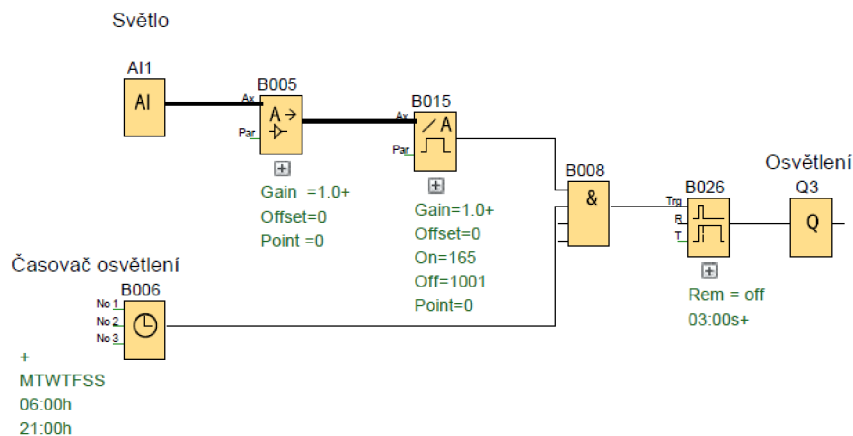 Světlo
AI1
AI
B005
Ax
A→
Par
Gain =1.0+
Offset=0
Point =0
B015
Ax
/A
Par
Gain=1.0+
Offset=0
On=165
Off=1001
Point=0
B008
&
Osvětlení
B026
Trg
R
T
Rem = off
03:00s+
Q3
Q
Časovač osvětlení
B006
No 1
No 2
No 3
+
MTWTFSS
06:00h
21:00h